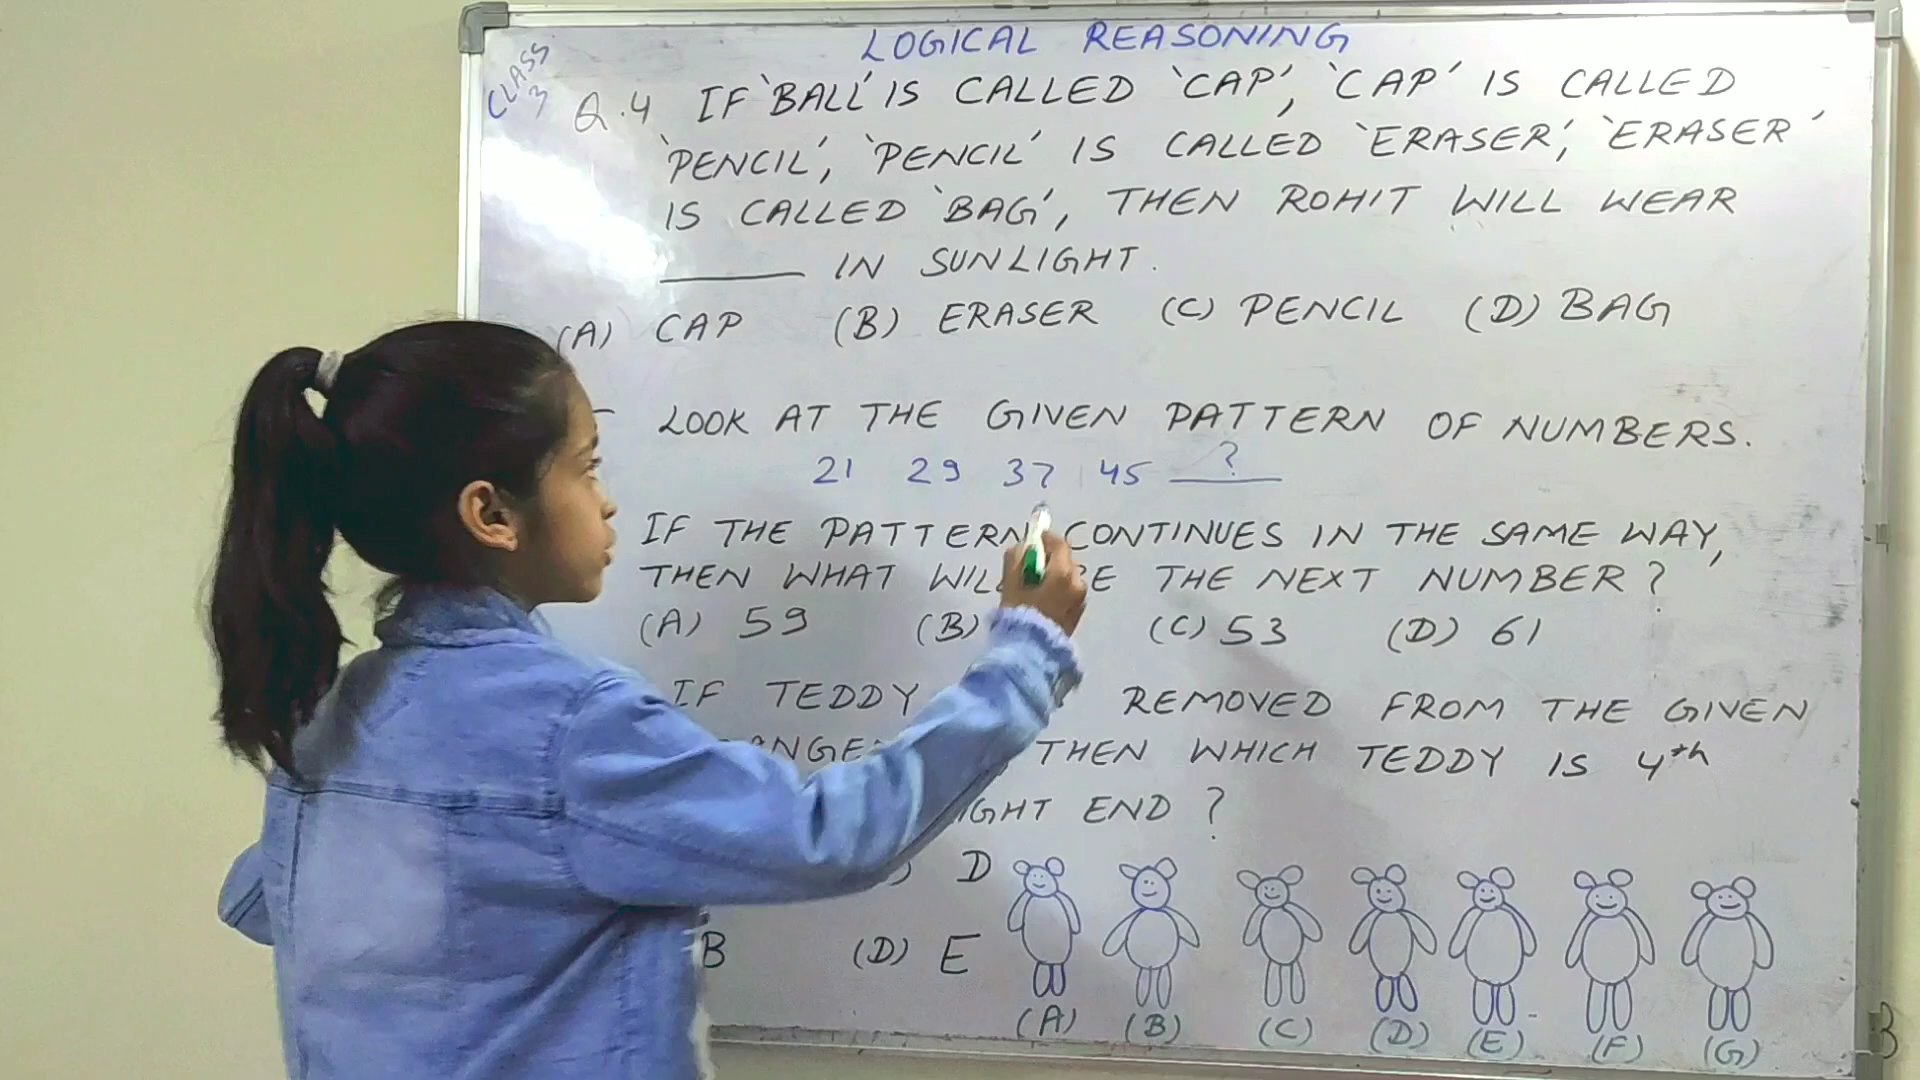 LOGICAL REASONING
CLASS 3
Q.4 IF 'BALL' IS CALLED 'CAP', 'CAP' IS CALLED
'PENCIL', 'PENCIL' IS CALLED 'ERASER', 'ERASER'
IS CALLED 'BAG', THEN ROHIT WILL WEAR
______ IN SUNLIGHT.
(A) CAP (B) ERASER (C) PENCIL (D) BAG
LOOK AT THE GIVEN PATTERN OF NUMBERS.
21 29 37 45 __?__
IF THE PATTERN CONTINUES IN THE SAME WAY,
THEN WHAT WILL BE THE NEXT NUMBER?
(A) 59 (B) (C) 53 (D) 61
IF TEDDY REMOVED FROM THE GIVEN
THEN WHICH TEDDY IS 4th
END?
D
B (D) E
(A) (B) (C) (D) (E) (F) (G)